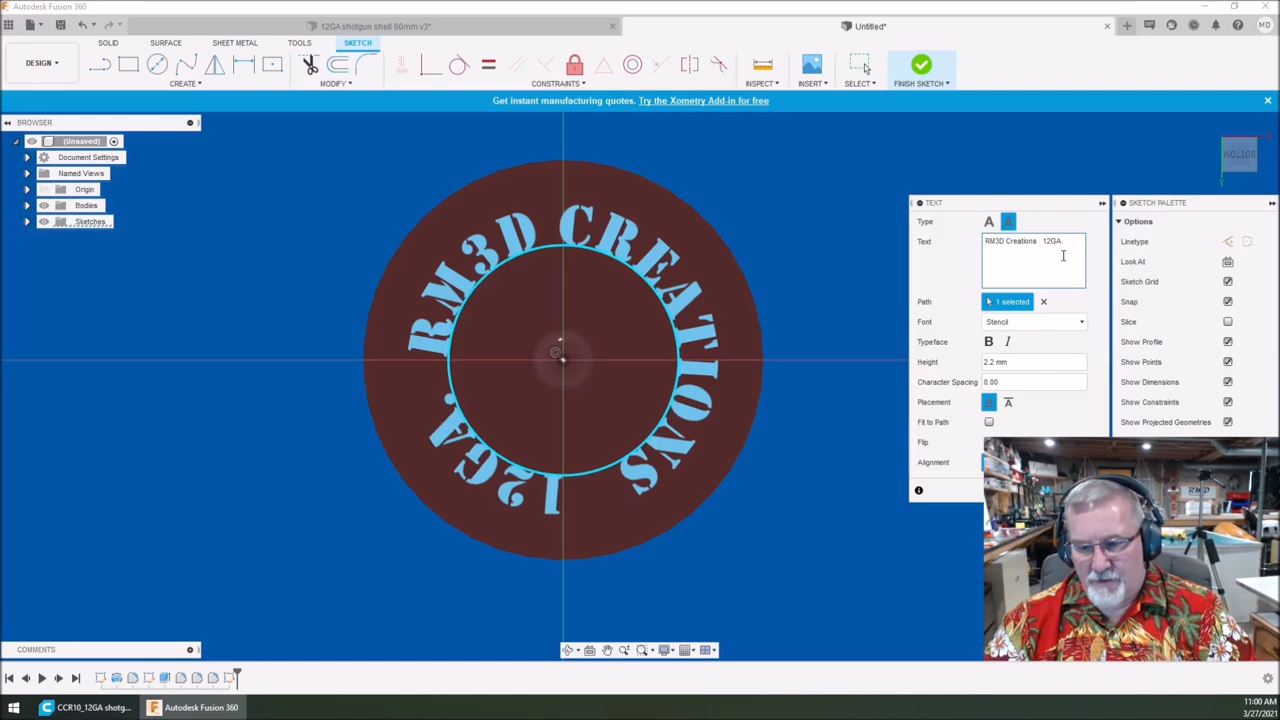 Autodesk Fusion 360
12GA shotgun shell 60mm v3*
Untitled*
MD
DESIGN
SOLID
SURFACE
SHEET METAL
TOOLS
SKETCH
CREATE
MODIFY
CONSTRAINTS
INSPECT
INSERT
SELECT
FINISH SKETCH
Get instant manufacturing quotes. Try the Xometry Add-in for free
BROWSER
(Unsaved)
Document Settings
Named Views
Origin
Bodies
Sketches
RM3D CREATIONS 12GA.
BOTTOM
Y
TEXT
Type
Text
RM3D Creations 12GA.
Path
1 selected
Font
Stencil
Typeface
B I
Height
2.2 mm
Character Spacing
0.00
Placement
Fit to Path
Flip
Alignment
SKETCH PALETTE
Options
Linetype
Look At
Sketch Grid
Snap
Slice
Show Profile
Show Points
Show Dimensions
Show Constraints
Show Projected Geometries
COMMENTS
CCR10_12GA shotg...
Autodesk Fusion 360
11:00 AM
3/27/2021